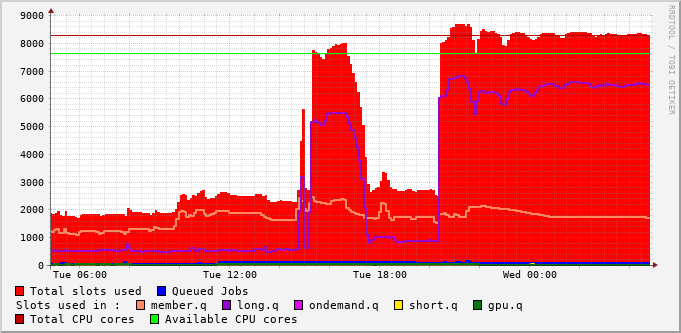 9000
8000
7000
6000
5000
4000
3000
2000
1000
0
Tue 06:00 Tue 12:00 Tue 18:00 Wed 00:00
Total slots used Queued Jobs
Slots used in : member.q long.q ondemand.q short.q gpu.q
Total CPU cores Available CPU cores
RRDTOOL / TOBI OETIKER